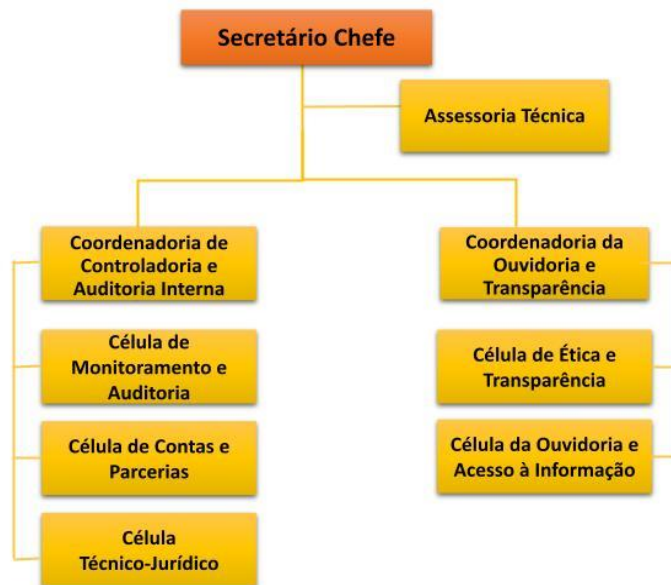 Secretário Chefe
Assessoria Técnica
Coordenadoria de
Controladoria e
Auditoria Interna
Célula de
Monitoramento e
Auditoria
Célula de Contas e
Parcerias
Célula
Técnico-Jurídico
Coordenadoria da
Ouvidoria e
Transparência
Célula de Ética e
Transparência
Célula da Ouvidoria e
Acesso à Informação